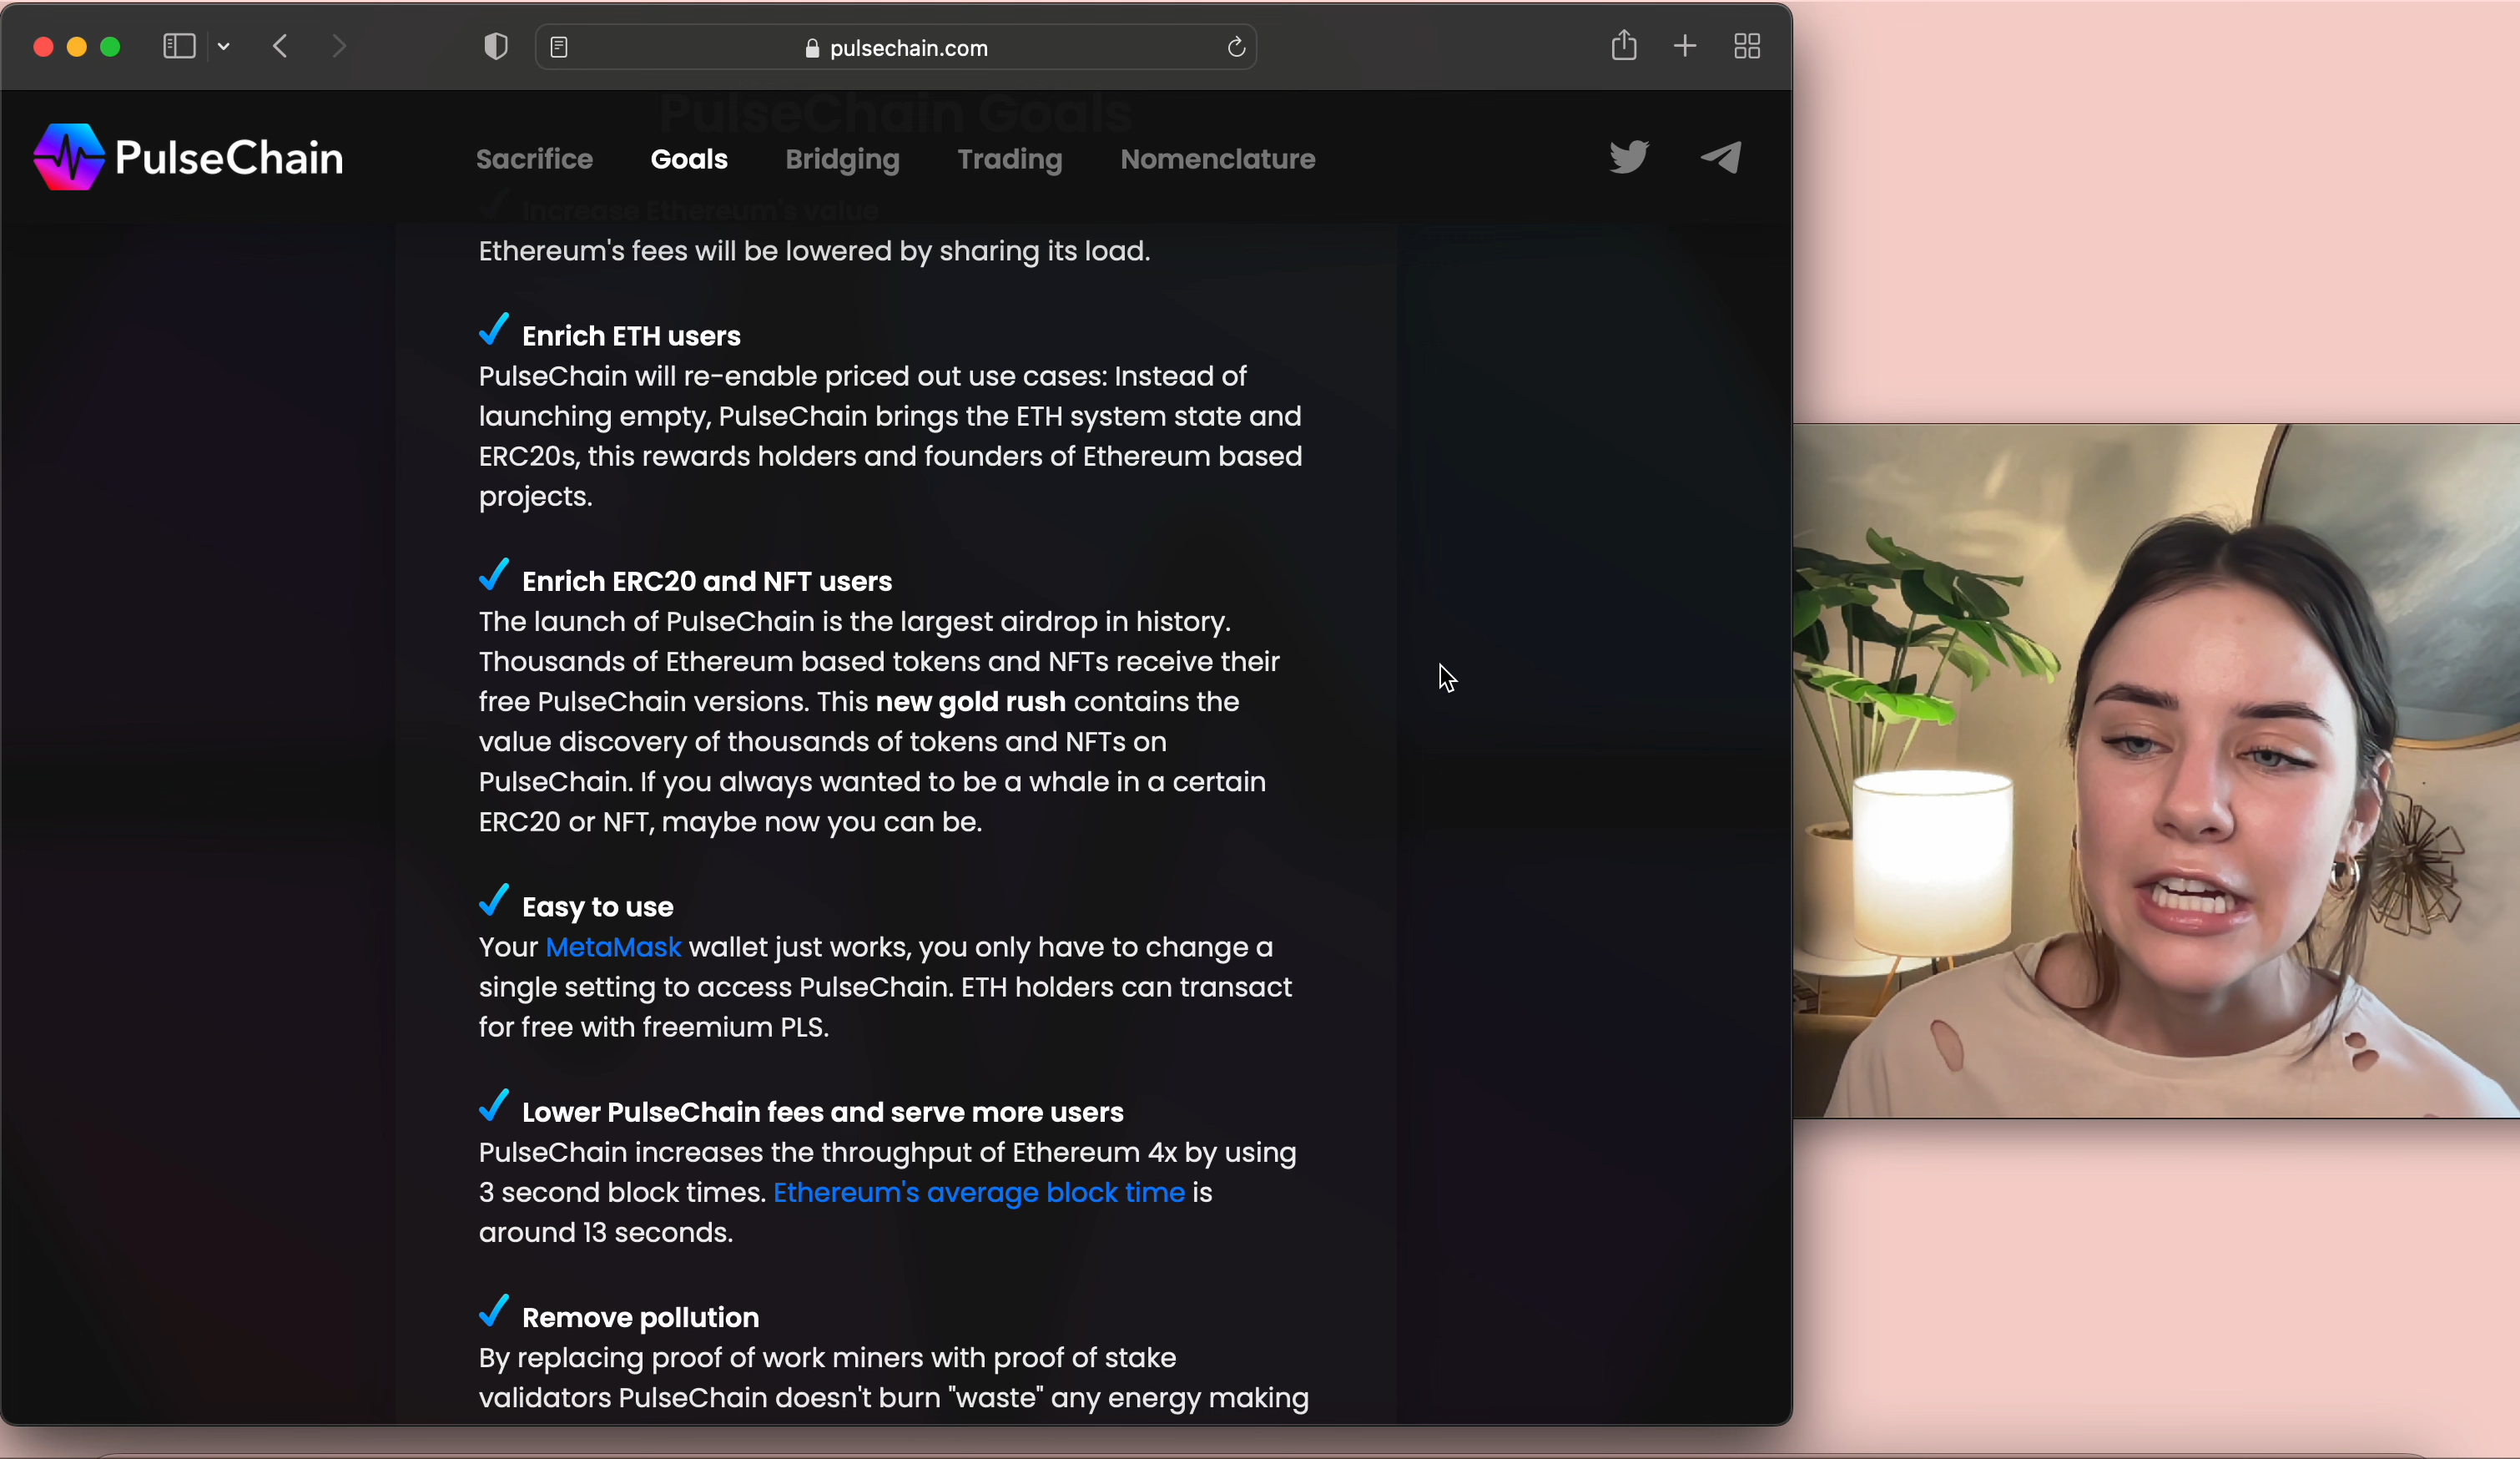 pulsechain.com
PulseChain Goals
PulseChain
Sacrifice
Goals
Bridging
Trading
Nomenclature
Increase Ethereum's value
Ethereum's fees will be lowered by sharing its load.
Enrich ETH users
PulseChain will re-enable priced out use cases: Instead of
launching empty, PulseChain brings the ETH system state and
ERC20s, this rewards holders and founders of Ethereum based
projects.
Enrich ERC20 and NFT users
The launch of PulseChain is the largest airdrop in history.
Thousands of Ethereum based tokens and NFTs receive their
free PulseChain versions. This new gold rush contains the
value discovery of thousands of tokens and NFTs on
PulseChain. If you always wanted to be a whale in a certain
ERC20 or NFT, maybe now you can be.
Easy to use
Your MetaMask wallet just works, you only have to change a
single setting to access PulseChain. ETH holders can transact
for free with freemium PLS.
Lower PulseChain fees and serve more users
PulseChain increases the throughput of Ethereum 4x by using
3 second block times. Ethereum's average block time is
around 13 seconds.
Remove pollution
By replacing proof of work miners with proof of stake
validators PulseChain doesn't burn "waste" any energy making